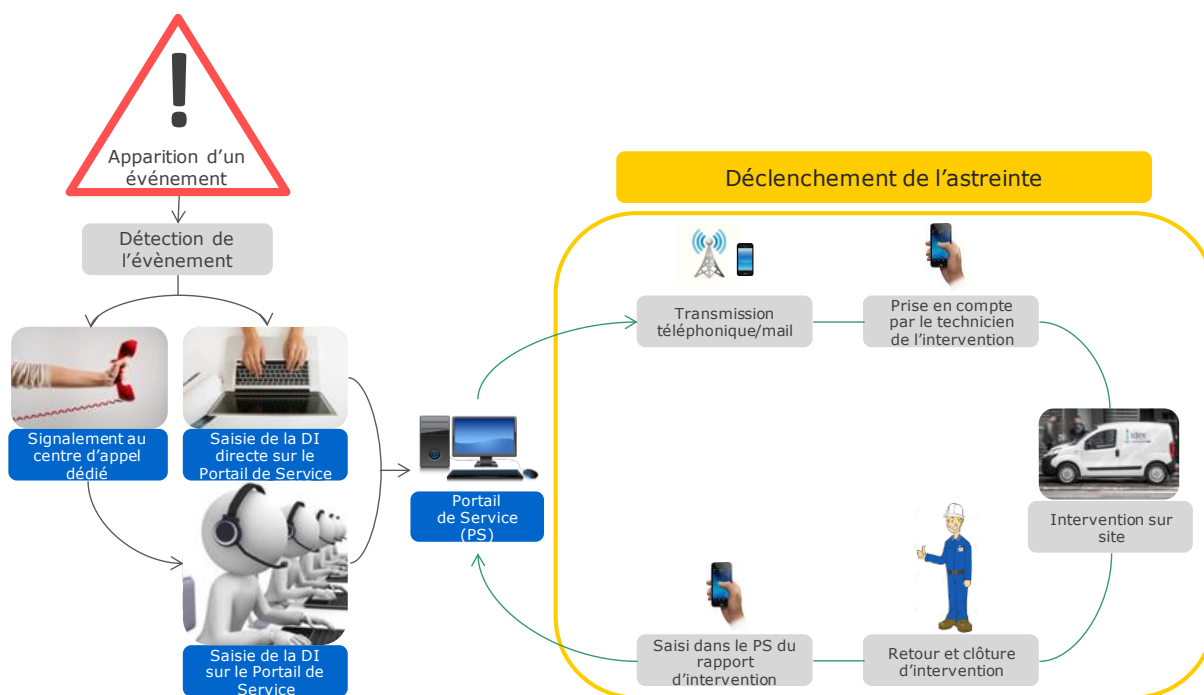 !
Apparition d'un
événement
Détection de
l'évènement
Signalement au
centre d'appel
dédié
Saisie de la DI
directe sur le
Portail de Service
Saisie de la DI
sur le Portail de
Service
Portail
de Service
(PS)
Déclenchement de l'astreinte
Transmission
téléphonique/mail
Prise en compte
par le technicien
de l'intervention
Intervention sur
site
Retour et clôture
d'intervention
Saisi dans le PS du
rapport
d'intervention